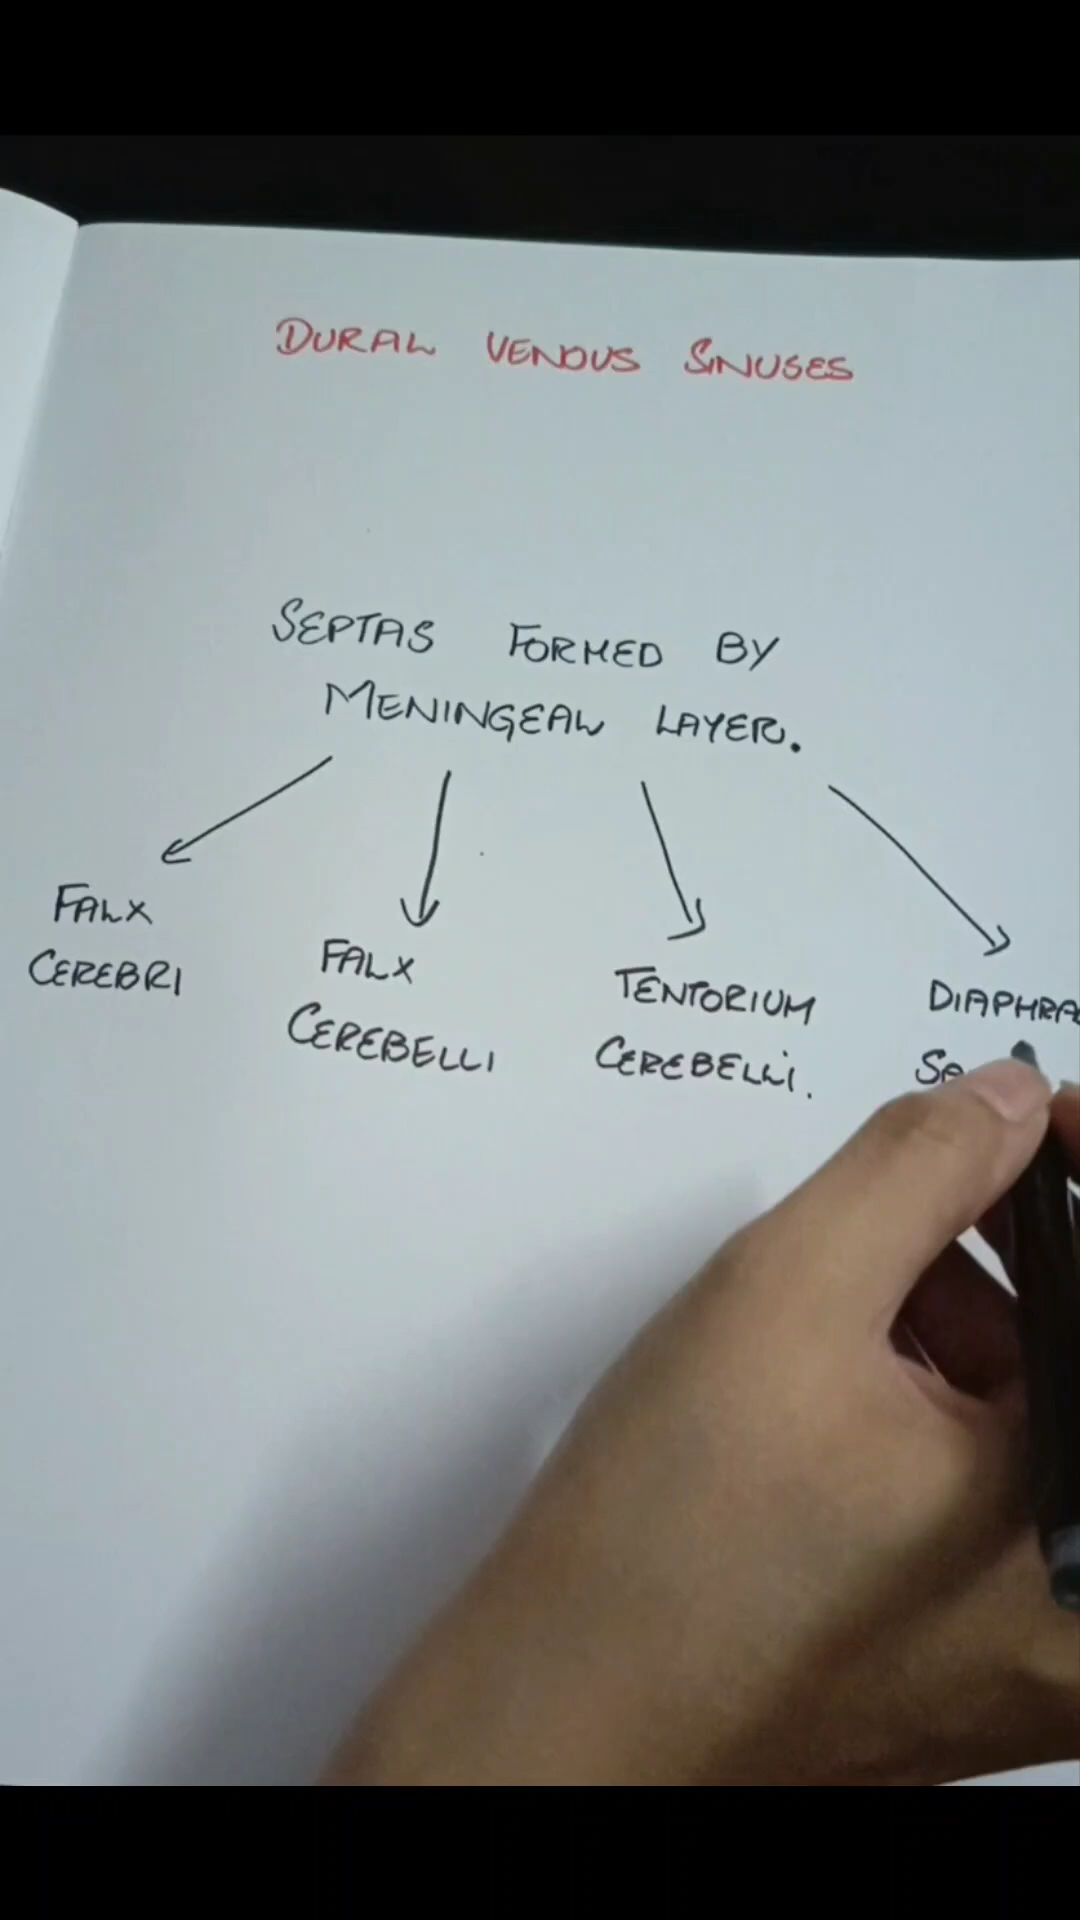 DURAL VENOUS SINUSES
SEPTAS FORMED BY
MENINGEAL LAYER.
FALX
CEREBRI
FALX
CEREBELLI
TENTORIUM
CEREBELLI.